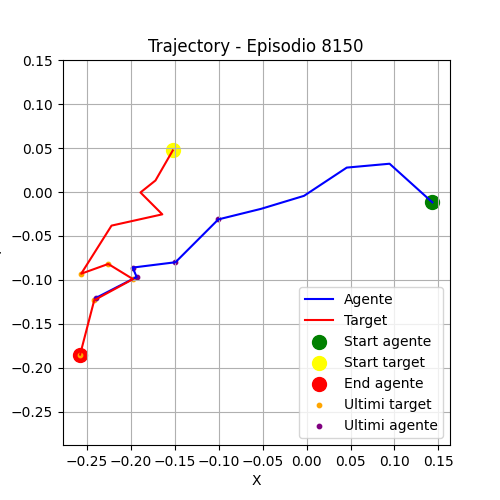 Trajectory - Episodio 8150
0.15
0.10
0.05
0.00
−0.05
−0.10
−0.15
−0.20
−0.25
Agente
Target
Start agente
Start target
End agente
Ultimi target
Ultimi agente
−0.25 −0.20 −0.15 −0.10 −0.05 0.00 0.05 0.10 0.15
X